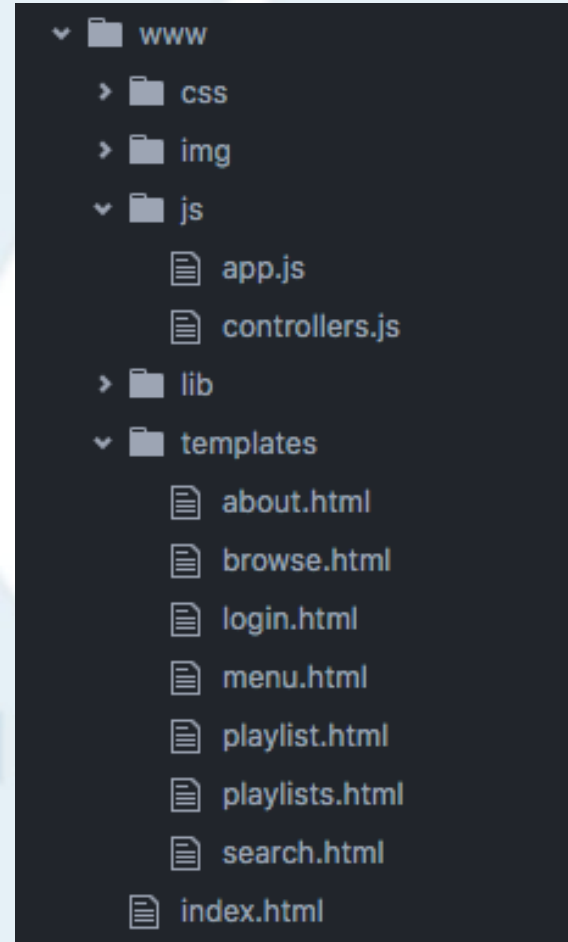 www
css
img
js
app.js
controllers.js
lib
templates
about.html
browse.html
login.html
menu.html
playlist.html
playlists.html
search.html
index.html